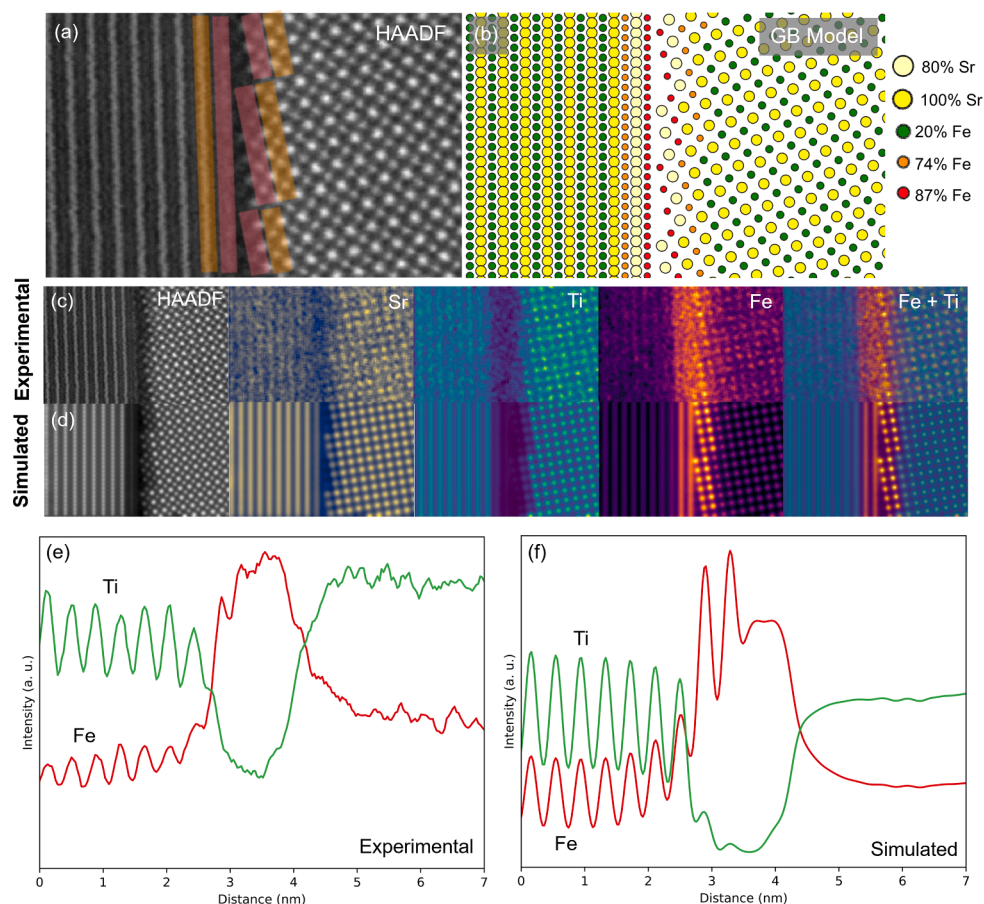 (a)
HAADF
(b)
GB Model
80% Sr
100% Sr
20% Fe
74% Fe
87% Fe
Experimental
(c)
HAADF
Sr
Ti
Fe
Fe + Ti
Simulated
(d)
(e)
Ti
Fe
Experimental
Intensity (a. u.)
0 1 2 3 4 5 6 7
Distance (nm)
(f)
Ti
Fe
Simulated
Intensity (a. u.)
0 1 2 3 4 5 6 7
Distance (nm)